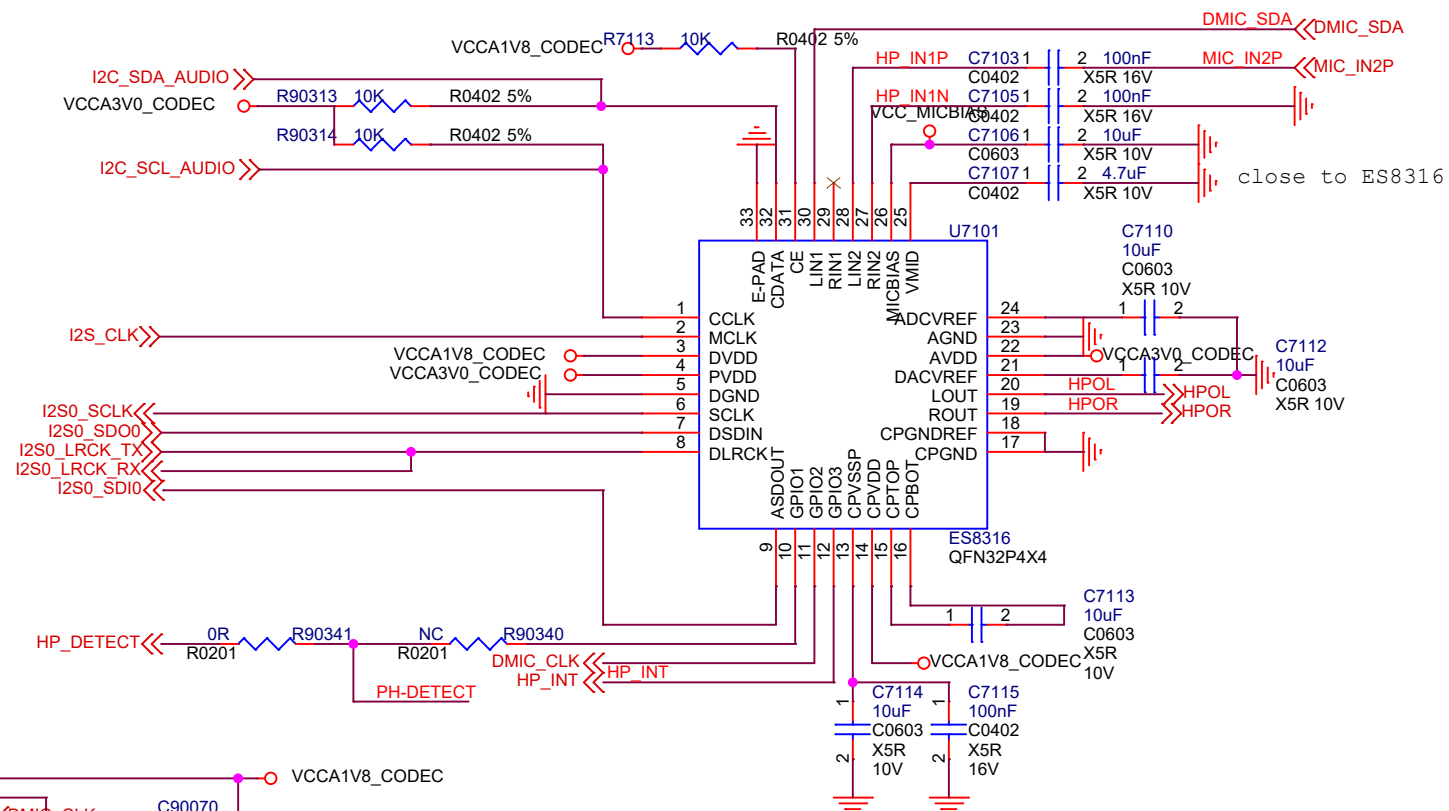 DMIC_SDA
DMIC_SDA
VCCA1V8_CODEC
R7113
10K
R0402 5%
HP_IN1P
C7103
1
2
100nF
MIC_IN2P
MIC_IN2P
C0402
X5R 16V
I2C_SDA_AUDIO
VCCA3V0_CODEC
R90313
10K
R0402 5%
HP_IN1N
C7105
1
2
100nF
C0402
X5R 16V
VCC_MICBIAS
R90314
10K
R0402 5%
C7106
1
2
10uF
C0603
X5R 10V
I2C_SCL_AUDIO
C7107
1
2
4.7uF
C0402
X5R 10V
close to ES8316
33
32
31
30
29
28
27
26
25
U7101
E-PAD
CDATA
CE
LIN1
RIN1
LIN2
RIN2
MICBIAS
VMID
C7110
10uF
C0603
X5R 10V
1
CCLK
ADCVREF
24
1
2
I2S_CLK
2
MCLK
AGND
23
VCCA1V8_CODEC
3
DVDD
AVDD
22
VCCA3V0_CODEC
C7112
10uF
C0603
X5R 10V
VCCA3V0_CODEC
4
PVDD
DACVREF
21
1
2
5
DGND
LOUT
20
HPOL
HPOL
I2S0_SCLK
6
SCLK
ROUT
19
HPOR
HPOR
I2S0_SDO0
7
DSDIN
CPGNDREF
18
I2S0_LRCK_TX
8
DLRCK
CPGND
17
I2S0_LRCK_RX
I2S0_SDI0
ASDOUT
GPIO1
GPIO2
GPIO3
CPVSSP
CPVDD
CPTOP
CPBOT
9
10
11
12
13
14
15
16
ES8316
QFN32P4X4
C7113
10uF
C0603
X5R
10V
1
2
HP_DETECT
0R
R90341
R0201
NC
R90340
R0201
DMIC_CLK
HP_INT
HP_INT
VCCA1V8_CODEC
PH-DETECT
1
2
C7114
10uF
C0603
X5R
10V
1
2
C7115
100nF
C0402
X5R
16V
VCCA1V8_CODEC
C90070